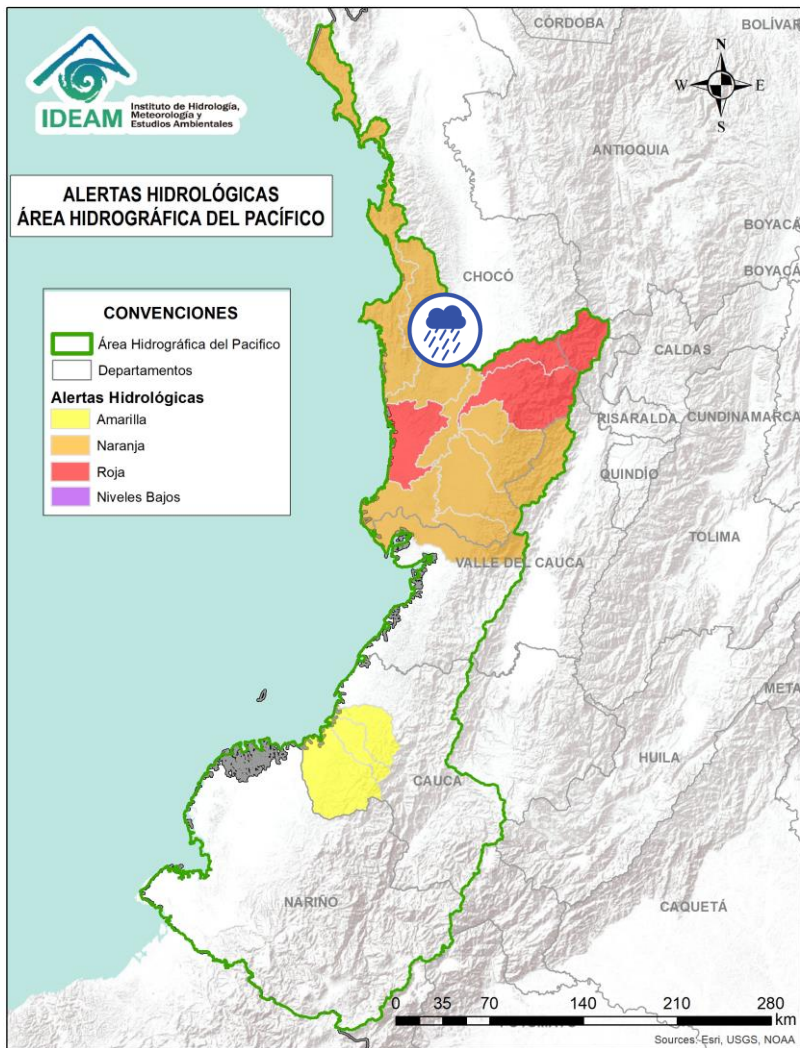 CÓRDOBA
BOLÍVAR
N
W E
S
IDEAM
Instituto de Hidrología,
Meteorología y
Estudios Ambientales
ANTIOQUIA
ALERTAS HIDROLÓGICAS
ÁREA HIDROGRÁFICA DEL PACÍFICO
BOYACÁ
BOYACÁ
CHOCÓ
CONVENCIONES
Área Hidrográfica del Pacifico
Departamentos
Alertas Hidrológicas
Amarilla
Naranja
Roja
Niveles Bajos
CALDAS
RISARALDA
CUNDINAMARCA
QUINDÍO
TOLIMA
VALLE DEL CAUCA
META
HUILA
CAUCA
NARIÑO
CAQUETÁ
0 35 70 140 210 280
km
Sources: Esri, USGS, NOAA